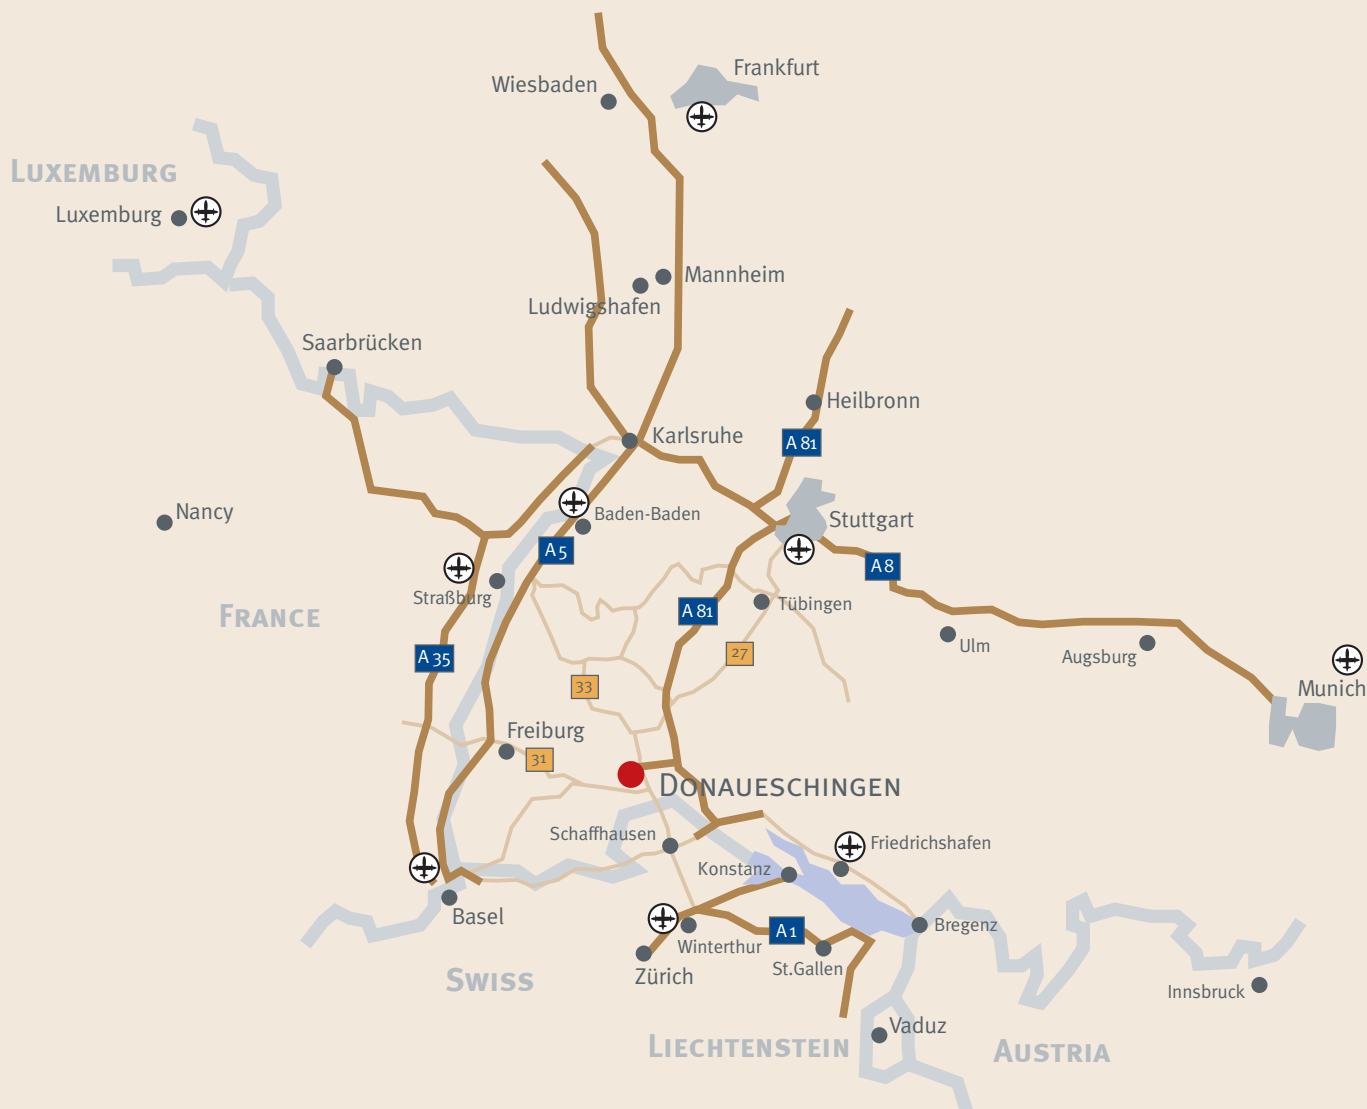 Frankfurt
Wiesbaden
LUXEMBURG
Luxemburg
Mannheim
Ludwigshafen
Saarbrücken
Heilbronn
Karlsruhe
A 81
Nancy
Baden-Baden
Stuttgart
A 5
A 8
Straßburg
Tübingen
A 81
FRANCE
Ulm
27
Augsburg
A 35
33
Munich
Freiburg
31
DONAUESCHINGEN
Schaffhausen
Friedrichshafen
Konstanz
Basel
Bregenz
A 1
Winterthur
St.Gallen
Zürich
SWISS
Innsbruck
Vaduz
LIECHTENSTEIN
AUSTRIA